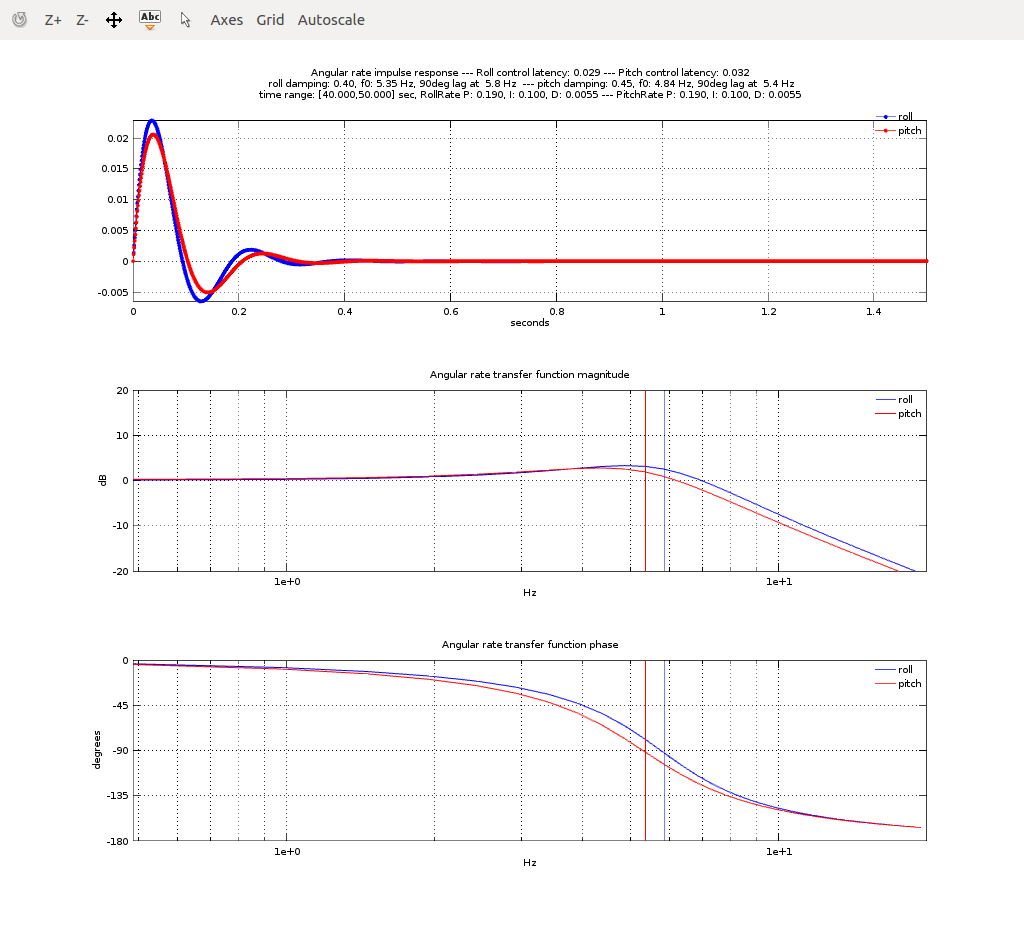 Z+ Z- Abc Axes Grid Autoscale
Angular rate impulse response --- Roll control latency: 0.029 --- Pitch control latency: 0.032
roll damping: 0.40, f0: 5.35 Hz, 90deg lag at  5.8 Hz  --- pitch damping: 0.45, f0: 4.84 Hz, 90deg lag at  5.4 Hz
time range: [40.000,50.000] sec, RollRate P: 0.190, I: 0.100, D: 0.0055 --- PitchRate P: 0.190, I: 0.100, D: 0.0055
roll
pitch
0.02
0.015
0.01
0.005
0
-0.005
0 0.2 0.4 0.6 0.8 1 1.2 1.4
seconds
Angular rate transfer function magnitude
roll
pitch
20
10
0
-10
-20
dB
1e+0 1e+1
Hz
Angular rate transfer function phase
roll
pitch
0
-45
-90
-135
-180
degrees
1e+0 1e+1
Hz